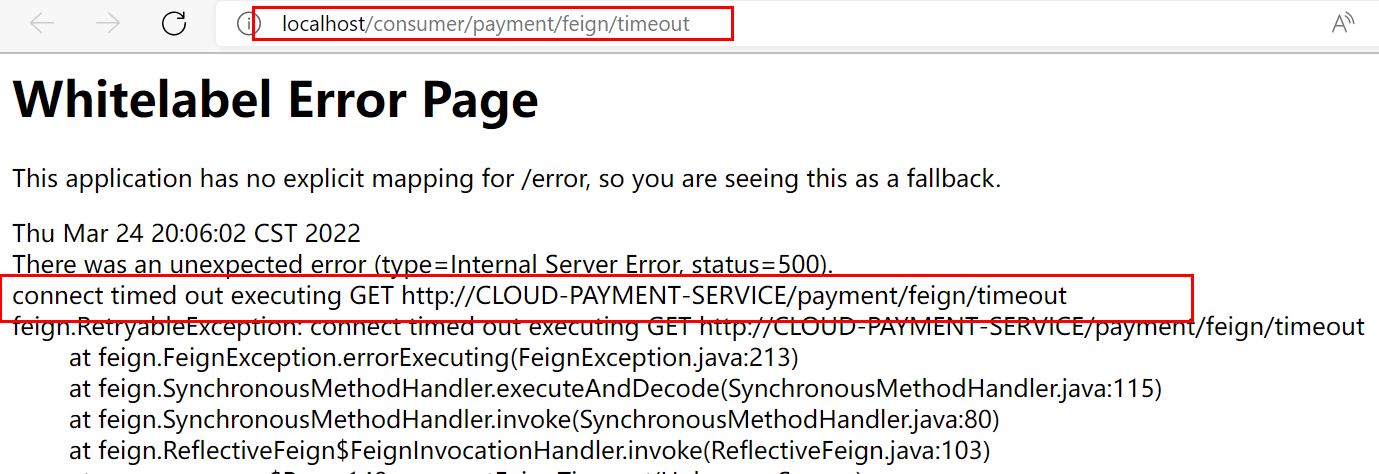 localhost/consumer/payment/feign/timeout
Whitelabel Error Page
This application has no explicit mapping for /error, so you are seeing this as a fallback.
Thu Mar 24 20:06:02 CST 2022
There was an unexpected error (type=Internal Server Error, status=500).
connect timed out executing GET http://CLOUD-PAYMENT-SERVICE/payment/feign/timeout
feign.RetryableException: connect timed out executing GET http://CLOUD-PAYMENT-SERVICE/payment/feign/timeout
at feign.FeignException.errorExecuting(FeignException.java:213)
at feign.SynchronousMethodHandler.executeAndDecode(SynchronousMethodHandler.java:115)
at feign.SynchronousMethodHandler.invoke(SynchronousMethodHandler.java:80)
at feign.ReflectiveFeign$FeignInvocationHandler.invoke(ReflectiveFeign.java:103)